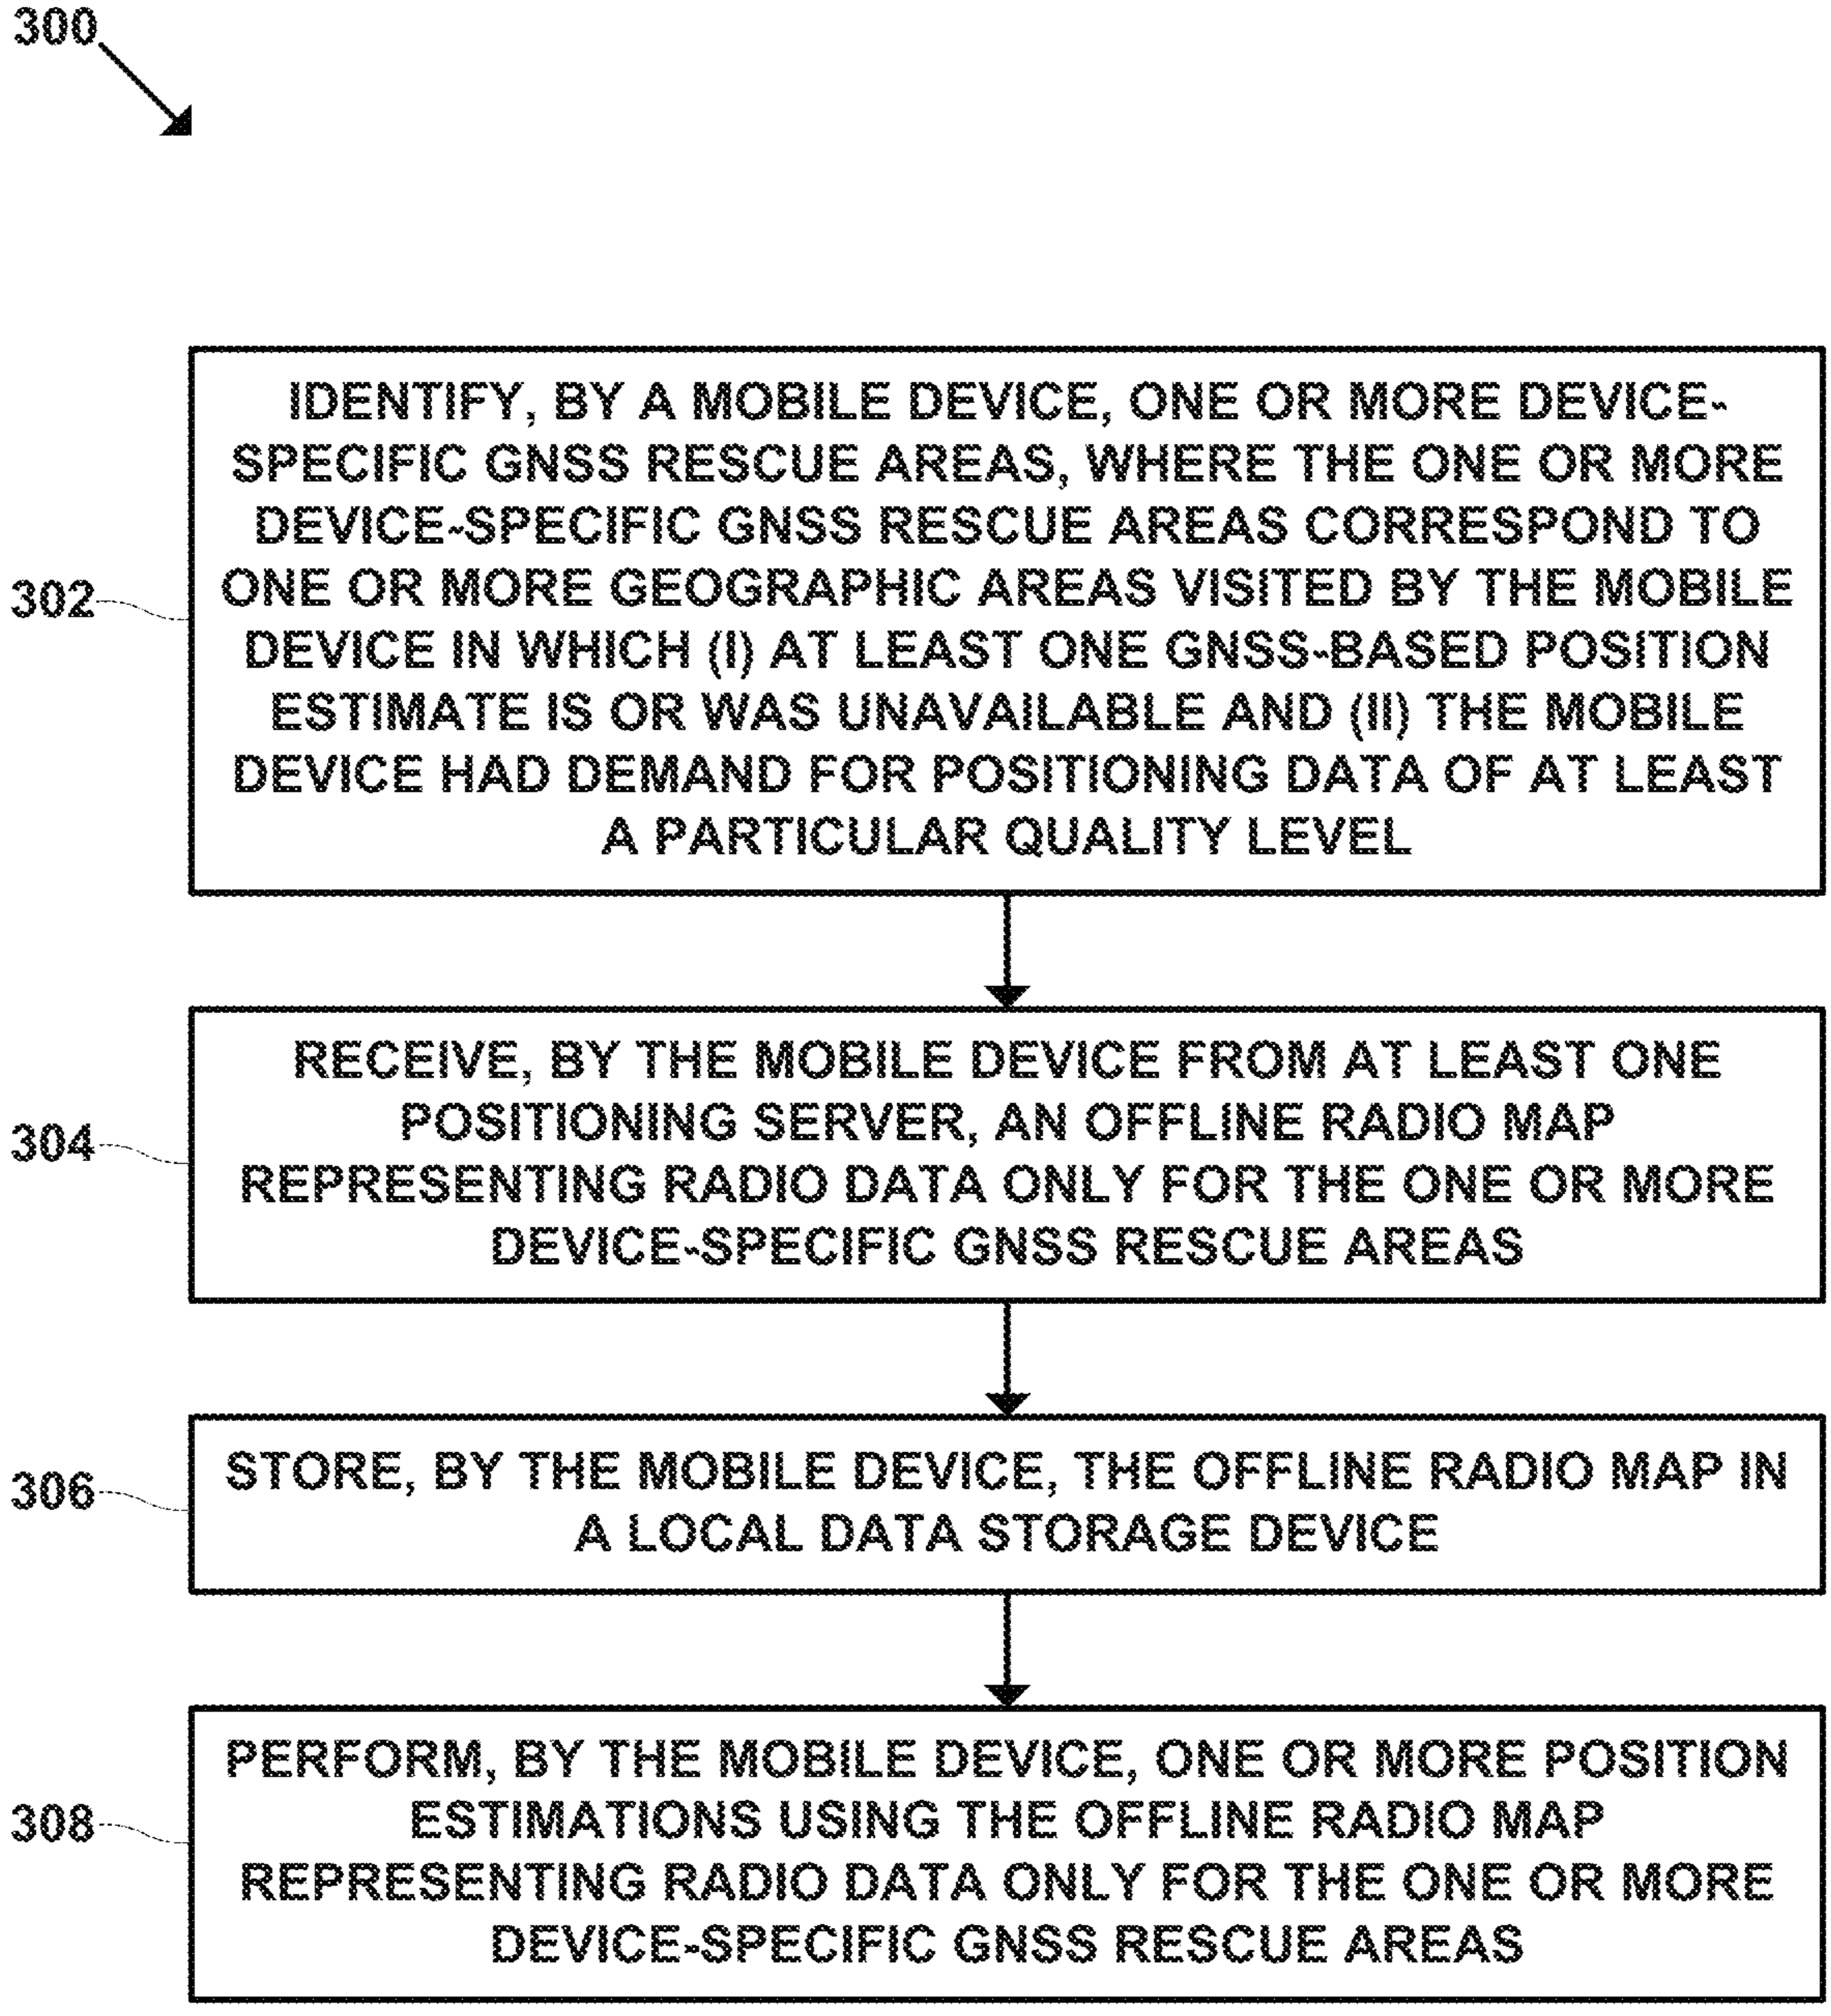 300
302
IDENTIFY, BY A MOBILE DEVICE, ONE OR MORE DEVICE-
SPECIFIC GNSS RESCUE AREAS, WHERE THE ONE OR MORE
DEVICE-SPECIFIC GNSS RESCUE AREAS CORRESPOND TO
ONE OR MORE GEOGRAPHIC AREAS VISITED BY THE MOBILE
DEVICE IN WHICH (I) AT LEAST ONE GNSS-BASED POSITION
ESTIMATE IS OR WAS UNAVAILABLE AND (II) THE MOBILE
DEVICE HAD DEMAND FOR POSITIONING DATA OF AT LEAST
A PARTICULAR QUALITY LEVEL
304
RECEIVE, BY THE MOBILE DEVICE FROM AT LEAST ONE
POSITIONING SERVER, AN OFFLINE RADIO MAP
REPRESENTING RADIO DATA ONLY FOR THE ONE OR MORE
DEVICE-SPECIFIC GNSS RESCUE AREAS
306
STORE, BY THE MOBILE DEVICE, THE OFFLINE RADIO MAP IN
A LOCAL DATA STORAGE DEVICE
308
PERFORM, BY THE MOBILE DEVICE, ONE OR MORE POSITION
ESTIMATIONS USING THE OFFLINE RADIO MAP
REPRESENTING RADIO DATA ONLY FOR THE ONE OR MORE
DEVICE-SPECIFIC GNSS RESCUE AREAS